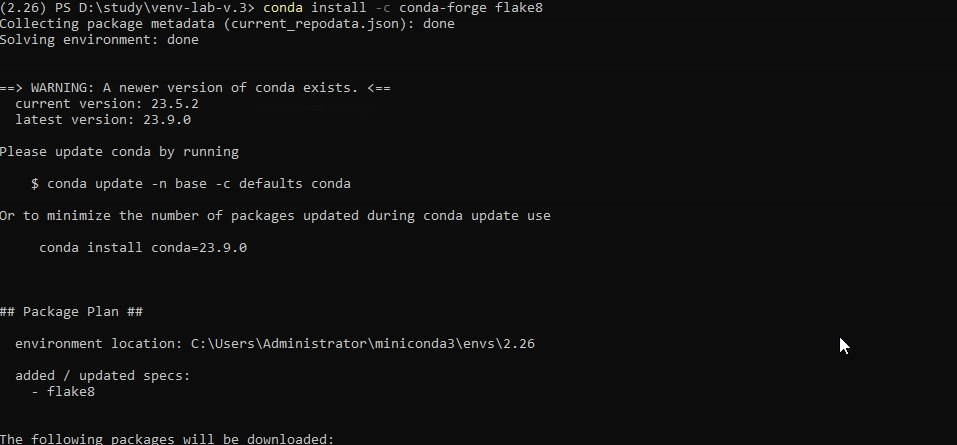 (2.26) PS D:\study\venv-lab-v.3> conda install -c conda-forge flake8
Collecting package metadata (current_repodata.json): done
Solving environment: done
==> WARNING: A newer version of conda exists. <==
current version: 23.5.2
latest version: 23.9.0
Please update conda by running
$ conda update -n base -c defaults conda
Or to minimize the number of packages updated during conda update use
conda install conda=23.9.0
## Package Plan ##
environment location: C:\Users\Administrator\miniconda3\envs\2.26
added / updated specs:
- flake8
The following packages will be downloaded: